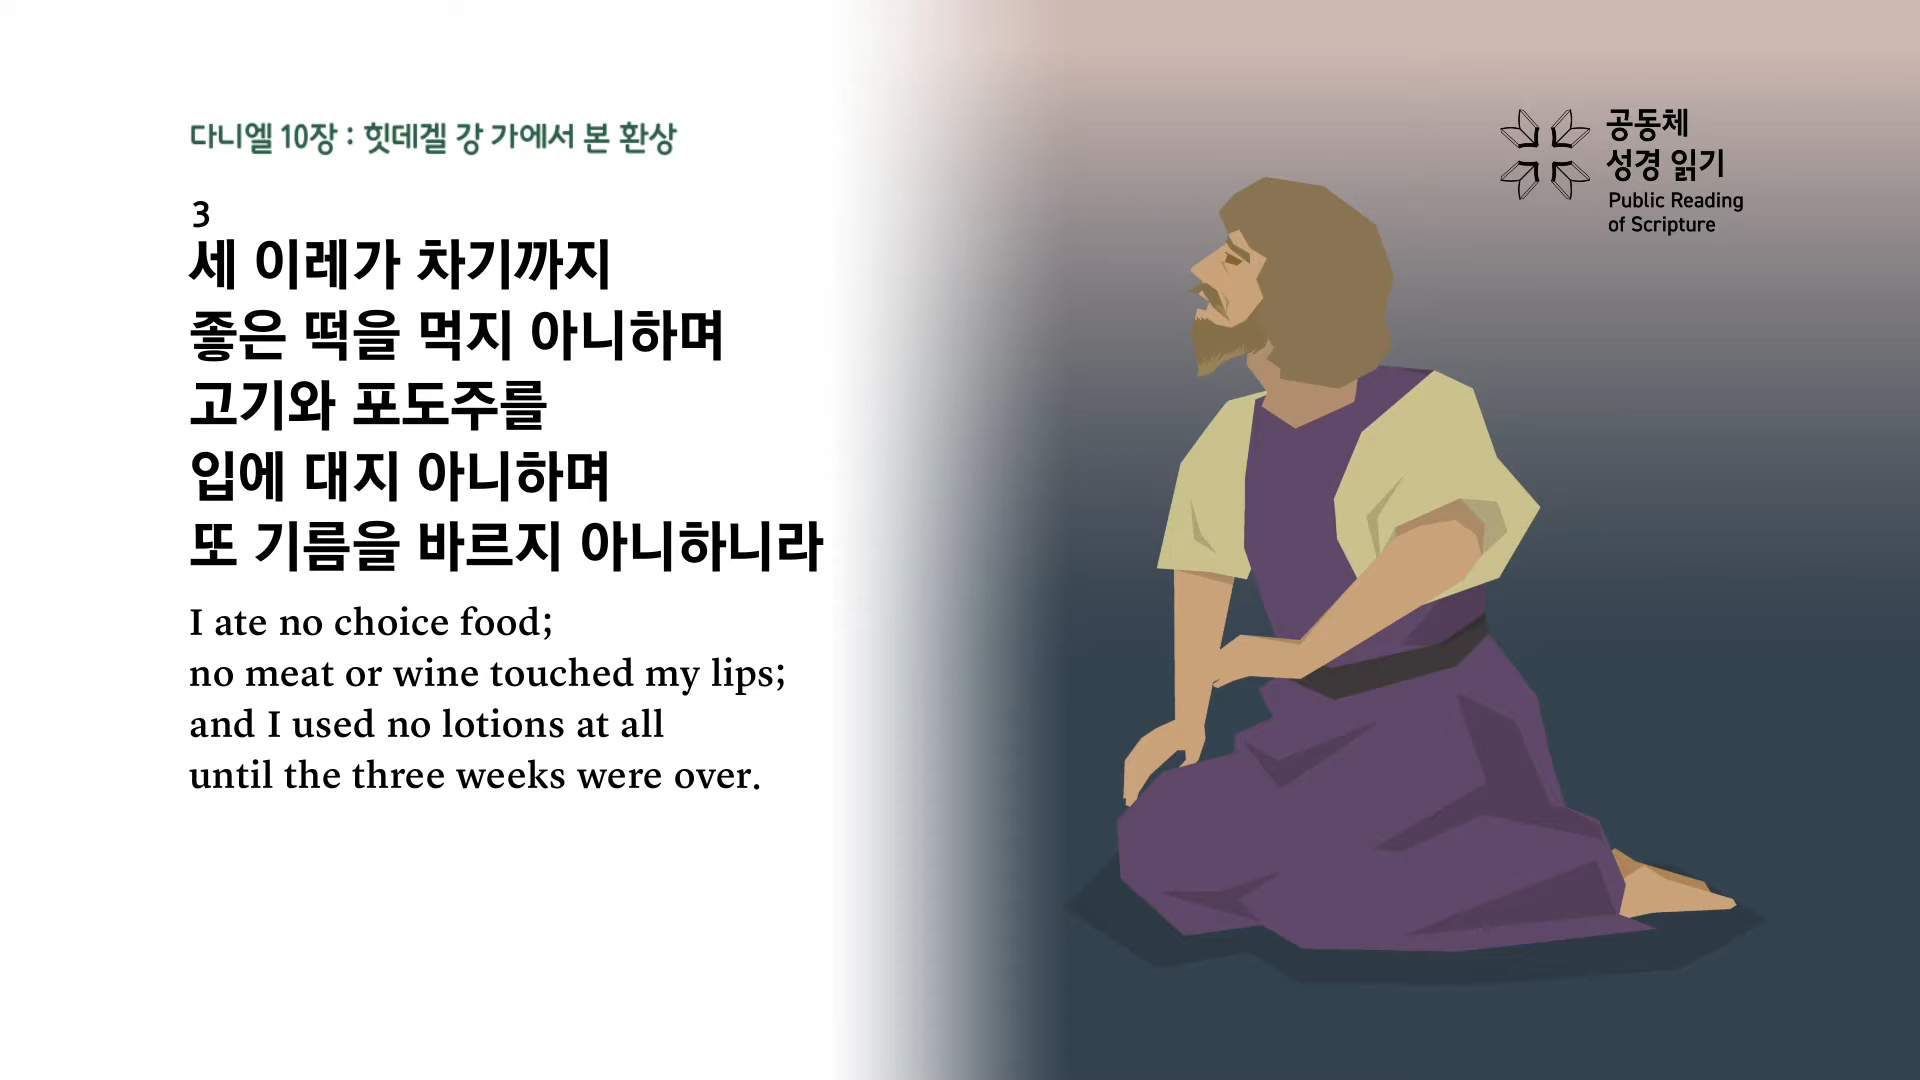 다니엘 10장 : 힛데겔 강 가에서 본 환상
3
세 이레가 차기까지
좋은 떡을 먹지 아니하며
고기와 포도주를
입에 대지 아니하며
또 기름을 바르지 아니하니라
I ate no choice food;
no meat or wine touched my lips;
and I used no lotions at all
until the three weeks were over.
공동체
성경 읽기
Public Reading
of Scripture